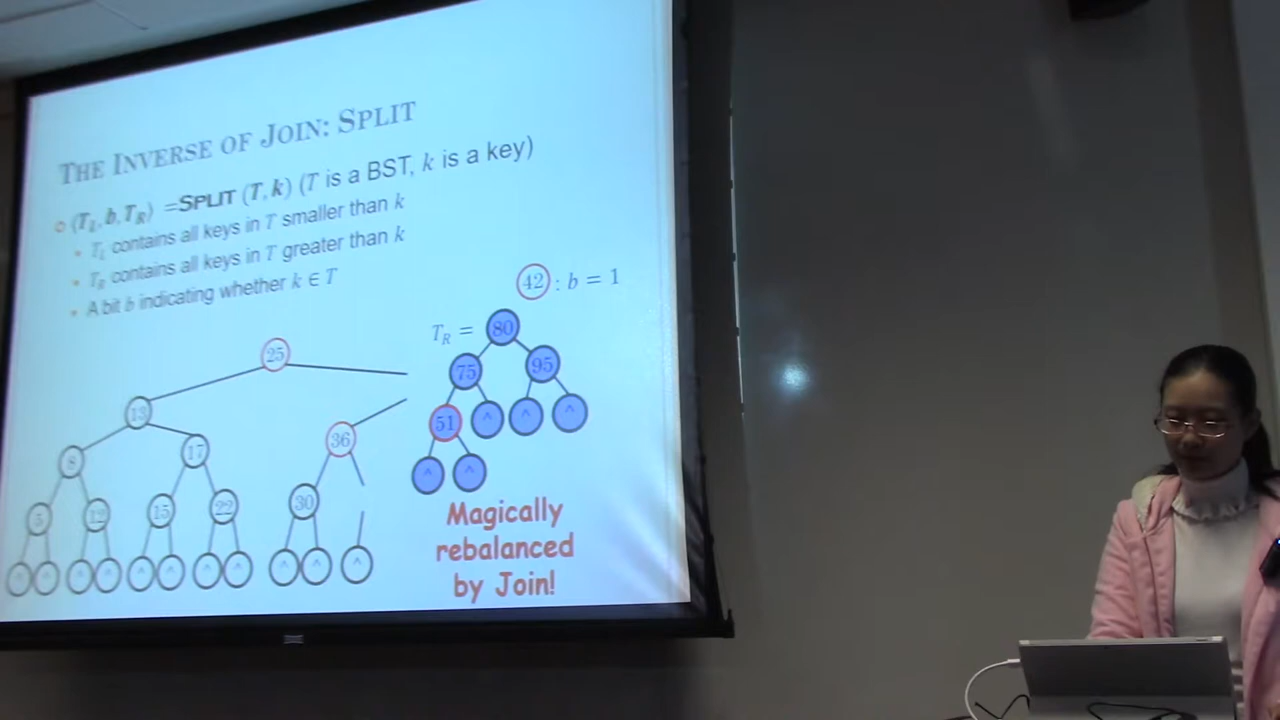 THE INVERSE OF JOIN: SPLIT
⟨T_L, b, T_R⟩ =SPLIT (T, k) (T is a BST, k is a key)
T_L contains all keys in T smaller than k
T_R contains all keys in T greater than k
A bit b indicating whether k ∈ T
42 : b = 1
T_R = 80
25
75 95
13
51 ^ ^ ^
36
8 17
^ ^
5 12 15 22 30
^ ^ ^ ^ ^ ^ ^ ^ ^ ^ ^
Magically
rebalanced
by Join!